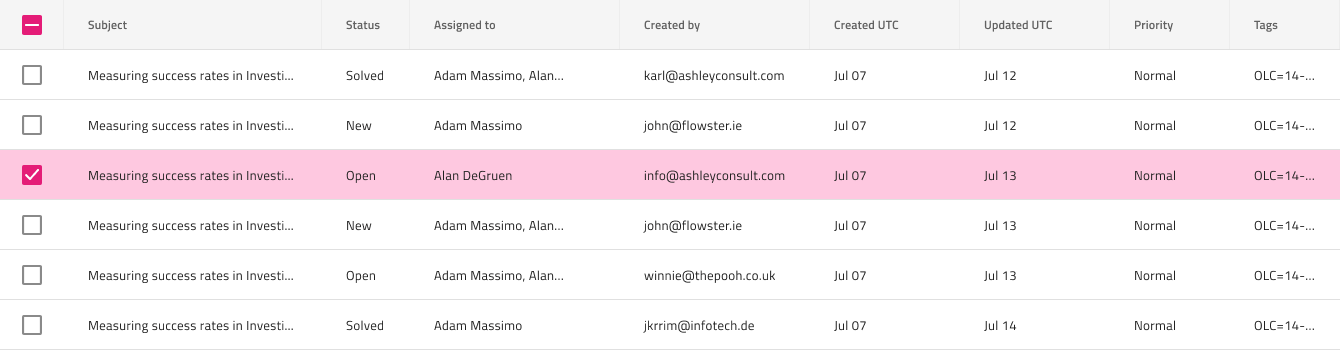 Subject Status Assigned to Created by Created UTC Updated UTC Priority Tags
Measuring success rates in Investi... Solved Adam Massimo, Alan... karl@ashleyconsult.com Jul 07 Jul 12 Normal OLC=14-...
Measuring success rates in Investi... New Adam Massimo john@flowster.ie Jul 07 Jul 12 Normal OLC=14-...
Measuring success rates in Investi... Open Alan DeGruen info@ashleyconsult.com Jul 07 Jul 13 Normal OLC=14-...
Measuring success rates in Investi... New Adam Massimo, Alan... john@flowster.ie Jul 07 Jul 13 Normal OLC=14-...
Measuring success rates in Investi... Open Adam Massimo, Alan... winnie@thepooh.co.uk Jul 07 Jul 13 Normal OLC=14-...
Measuring success rates in Investi... Solved Adam Massimo jkrrim@infotech.de Jul 07 Jul 14 Normal OLC=14-...